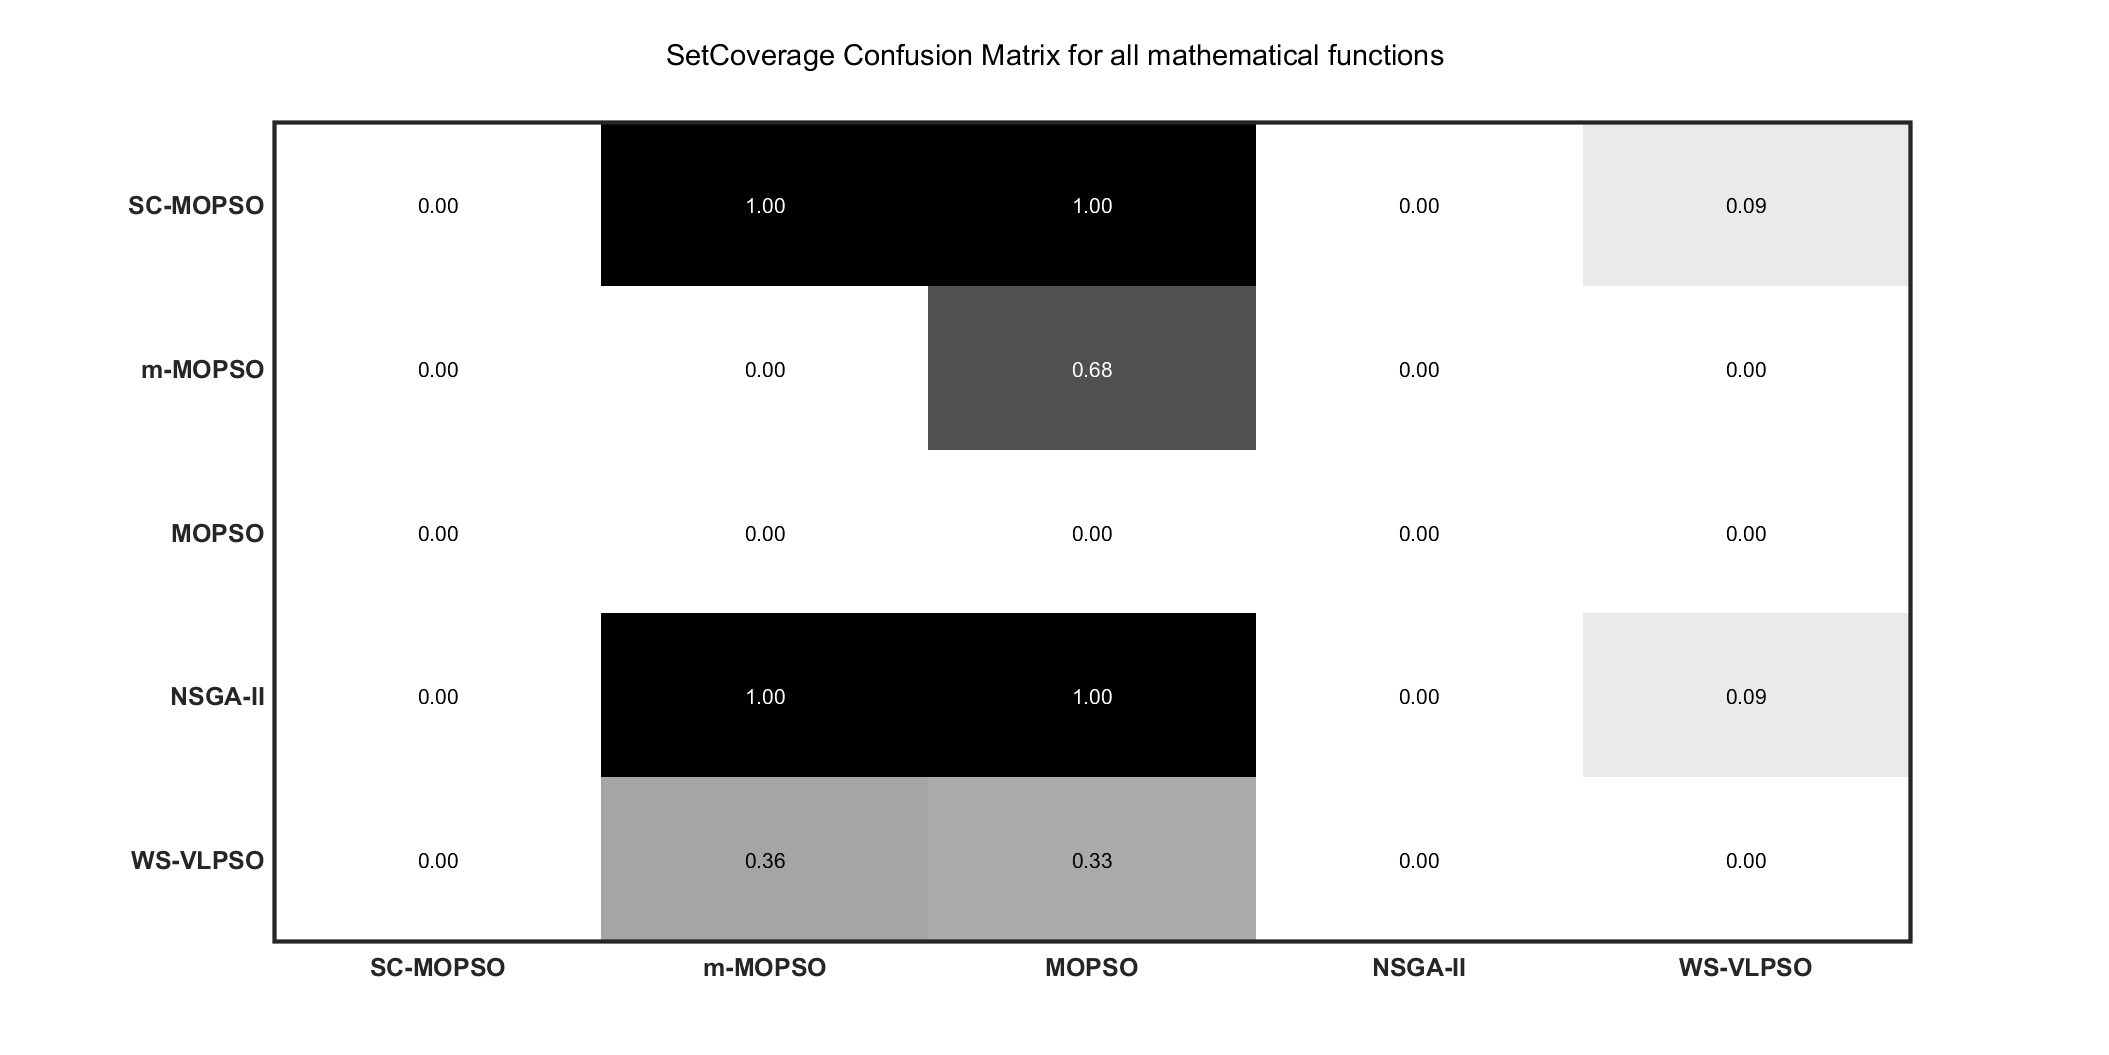 SetCoverage Confusion Matrix for all mathematical functions
SC-MOPSO 0.00 1.00 1.00 0.00 0.09
m-MOPSO 0.00 0.00 0.68 0.00 0.00
MOPSO 0.00 0.00 0.00 0.00 0.00
NSGA-II 0.00 1.00 1.00 0.00 0.09
WS-VLPSO 0.00 0.36 0.33 0.00 0.00
SC-MOPSO m-MOPSO MOPSO NSGA-II WS-VLPSO